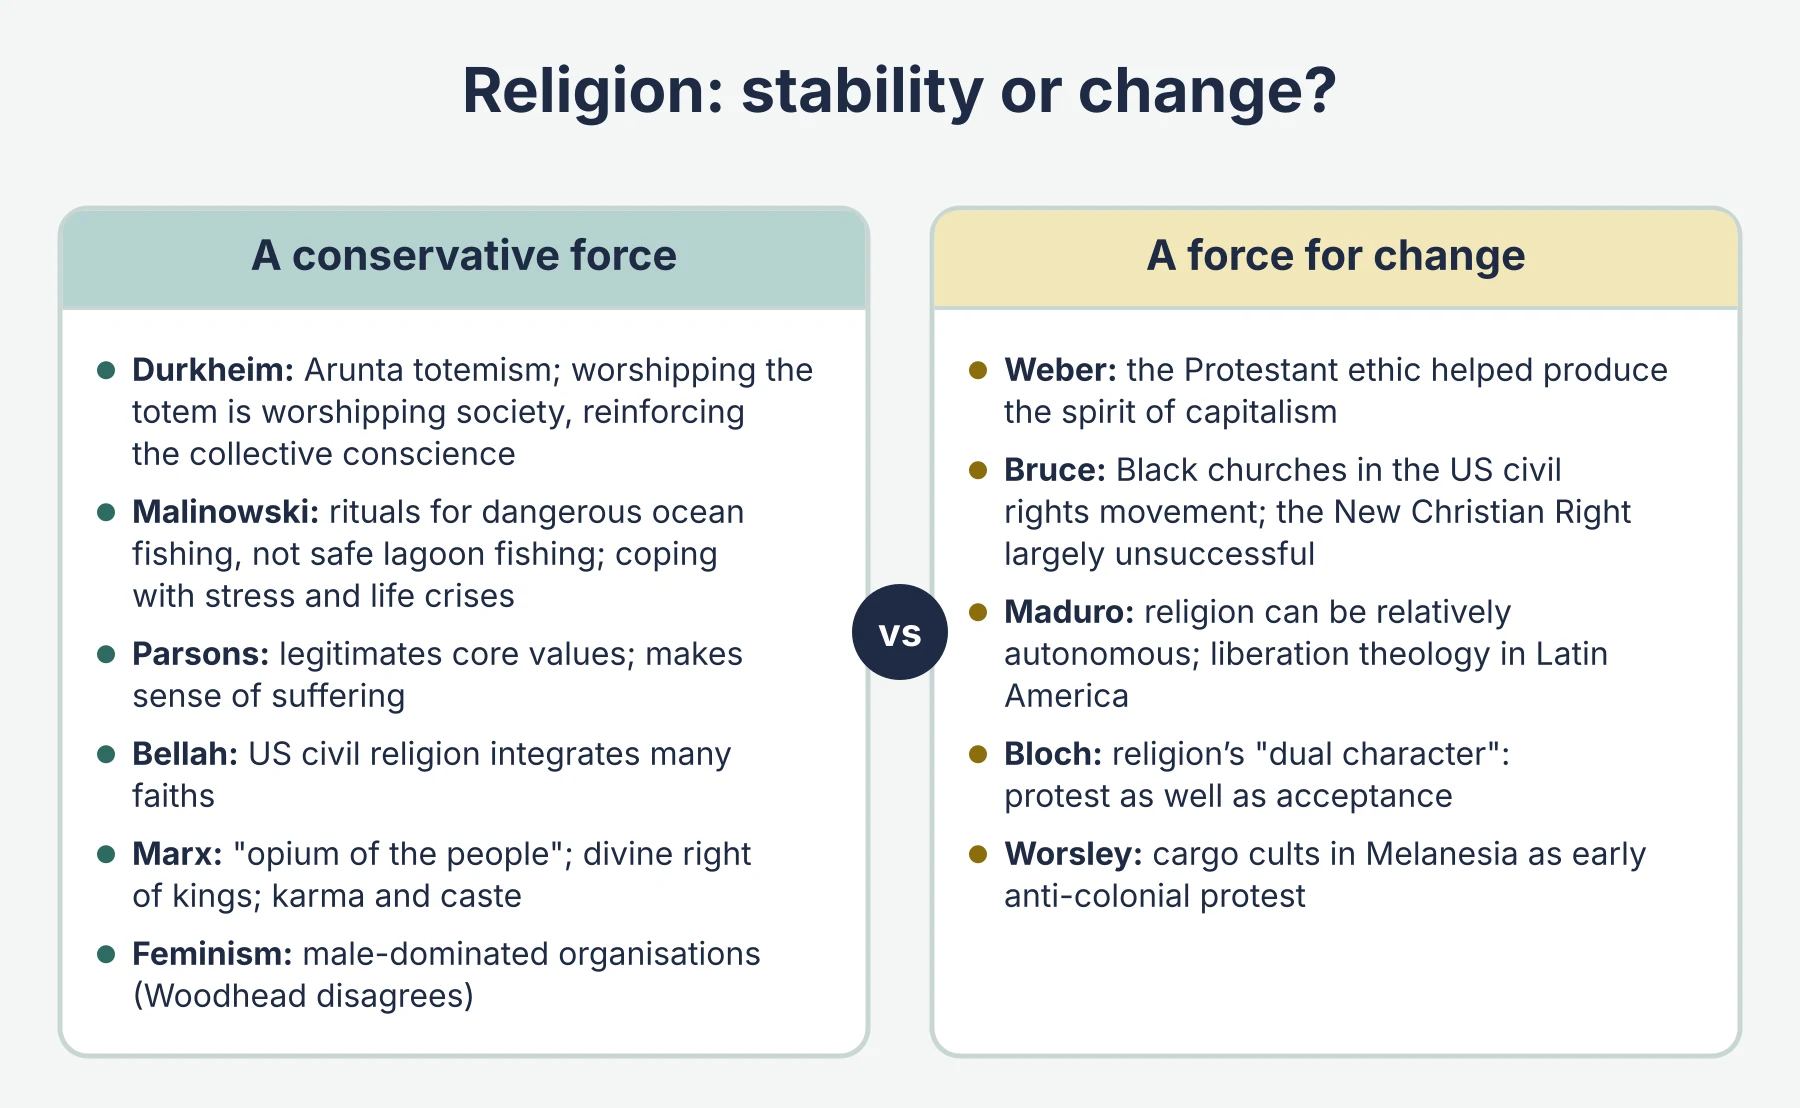 Religion: stability or change?
A conservative force
Durkheim: Arunta totemism; worshipping the
totem is worshipping society, reinforcing
the collective conscience
Malinowski: rituals for dangerous ocean
fishing, not safe lagoon fishing; coping
with stress and life crises
Parsons: legitimates core values; makes
sense of suffering
Bellah: US civil religion integrates many
faiths
Marx: "opium of the people"; divine right
of kings; karma and caste
Feminism: male-dominated organisations
(Woodhead disagrees)
vs
A force for change
Weber: the Protestant ethic helped produce
the spirit of capitalism
Bruce: Black churches in the US civil
rights movement; the New Christian Right
largely unsuccessful
Maduro: religion can be relatively
autonomous; liberation theology in Latin
America
Bloch: religion’s "dual character":
protest as well as acceptance
Worsley: cargo cults in Melanesia as early
anti-colonial protest